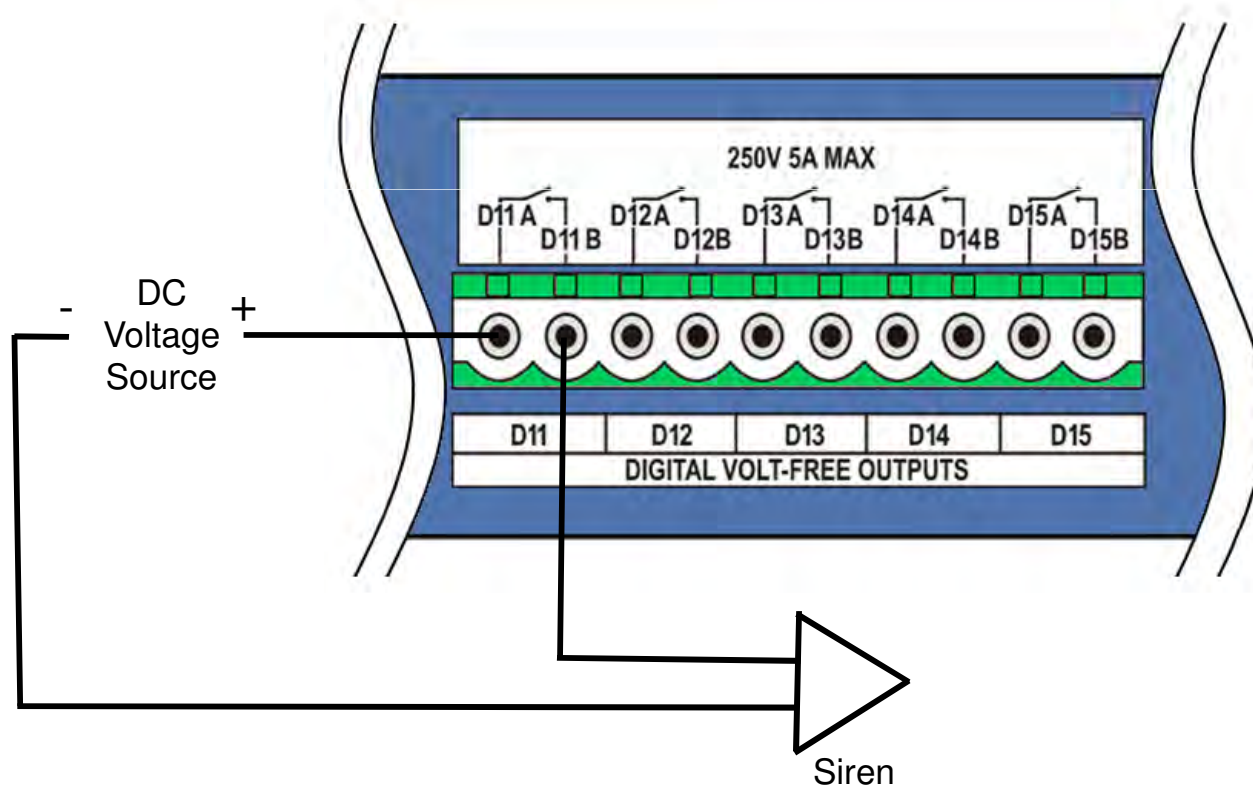 250V 5A MAX
D11 A D12A D13A D14A D15A
D11 B D12B D13B D14B D15B
- DC +
Voltage
Source
D11 D12 D13 D14 D15
DIGITAL VOLT-FREE OUTPUTS
Siren